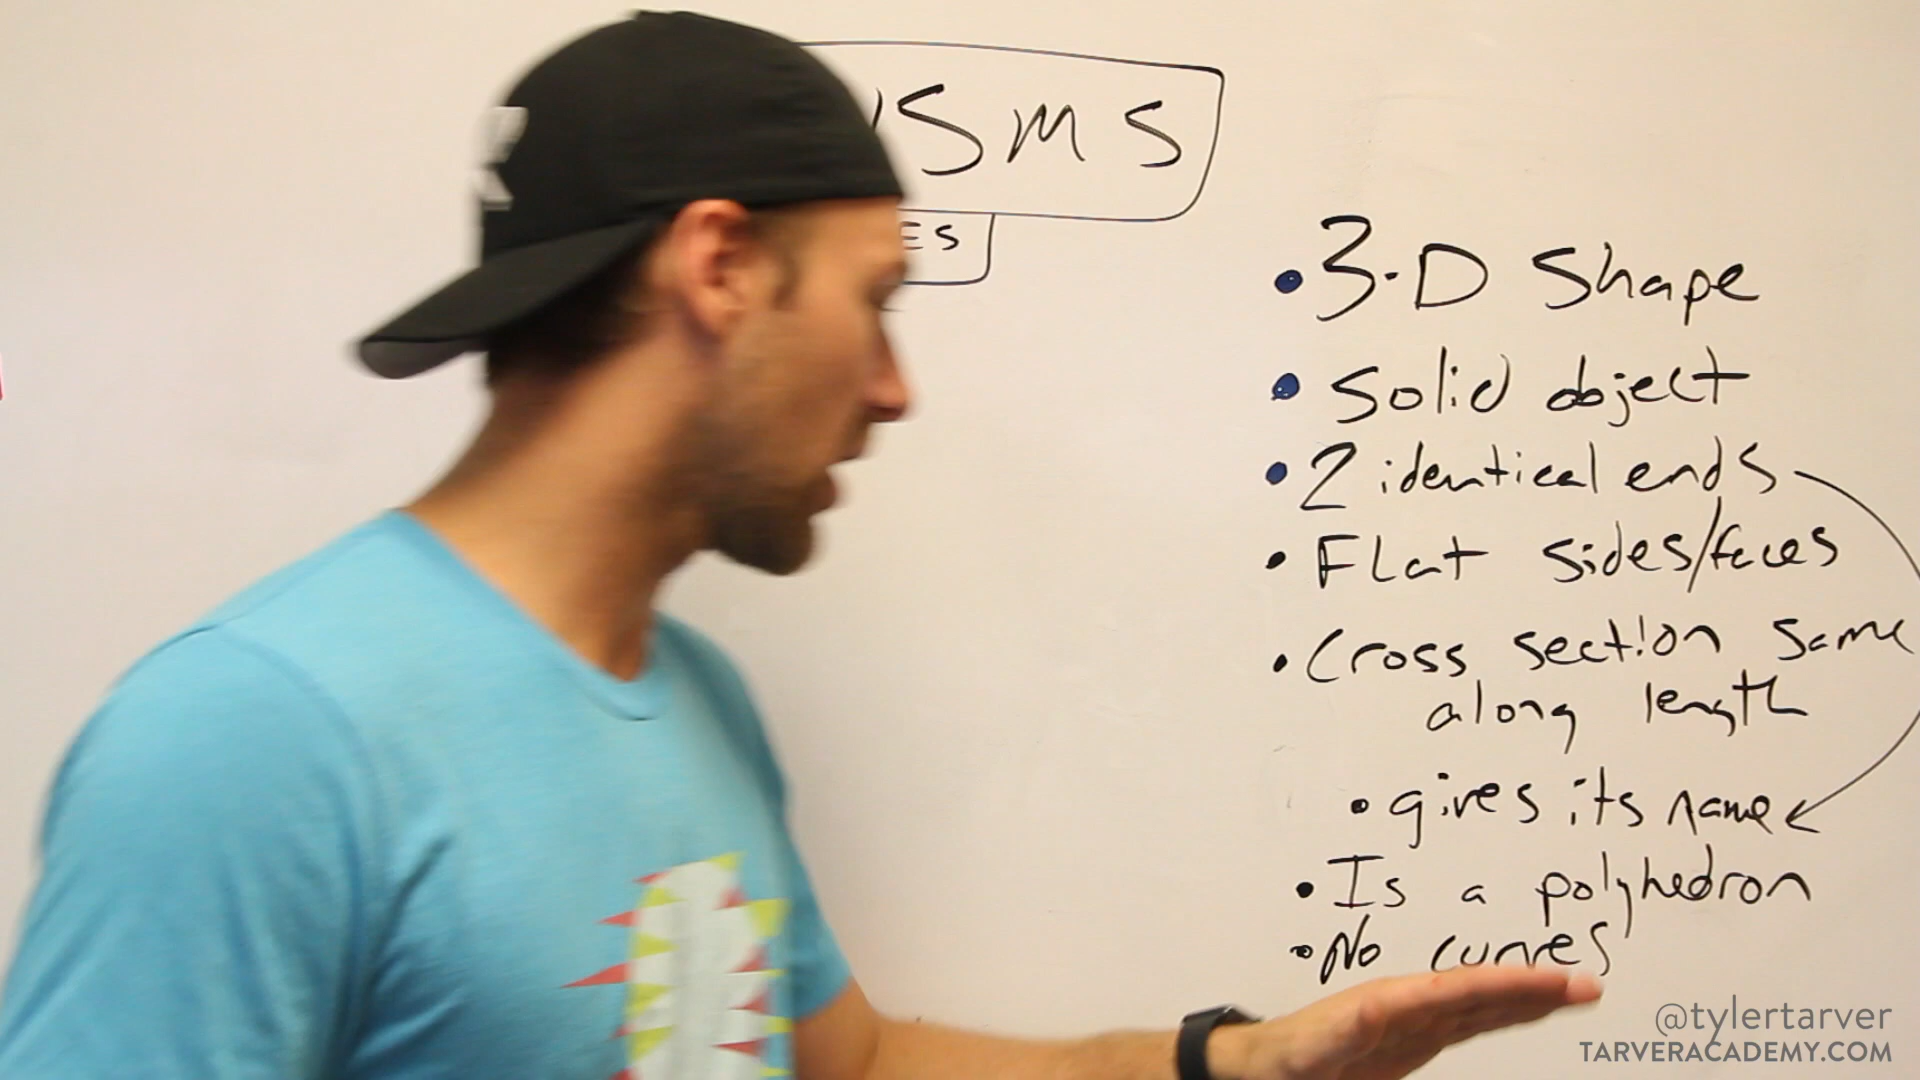 ISMS
ES
• 3-D Shape
• Solid object
• 2 identical ends
• Flat sides/faces
• Cross section same
along length
• gives its name
• Is a polyhedron
• No curves
@tylertarver
TARVERACADEMY.COM